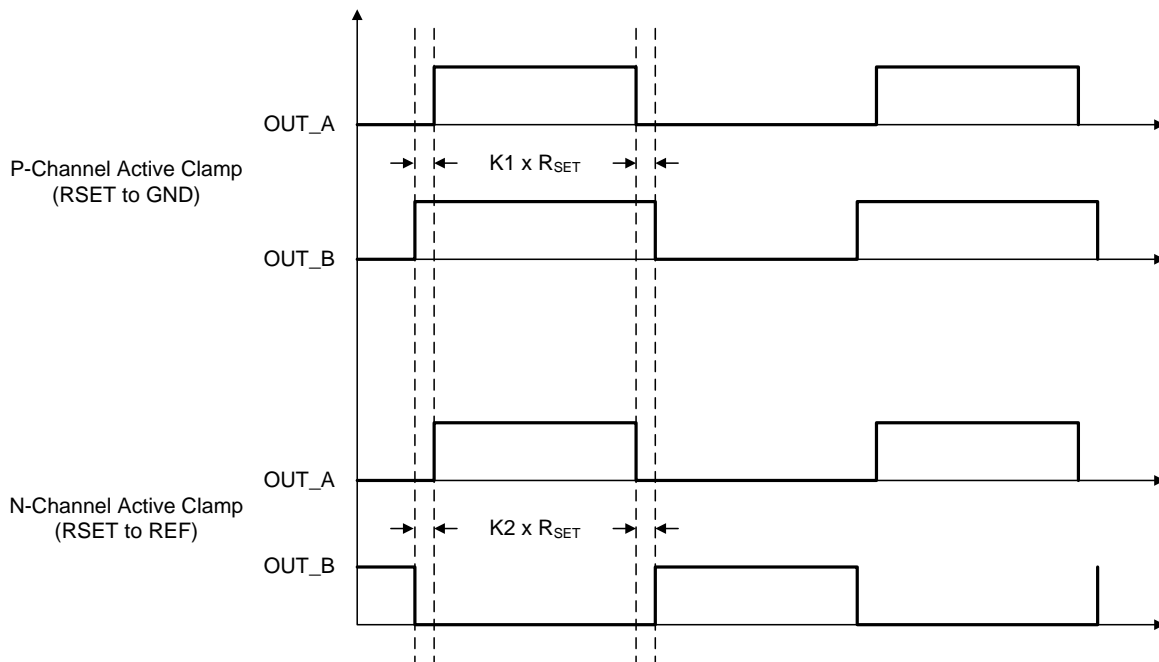 OUT_A
P-Channel Active Clamp
(RSET to GND)
K1 x RSET
OUT_B
OUT_A
N-Channel Active Clamp
(RSET to REF)
K2 x RSET
OUT_B